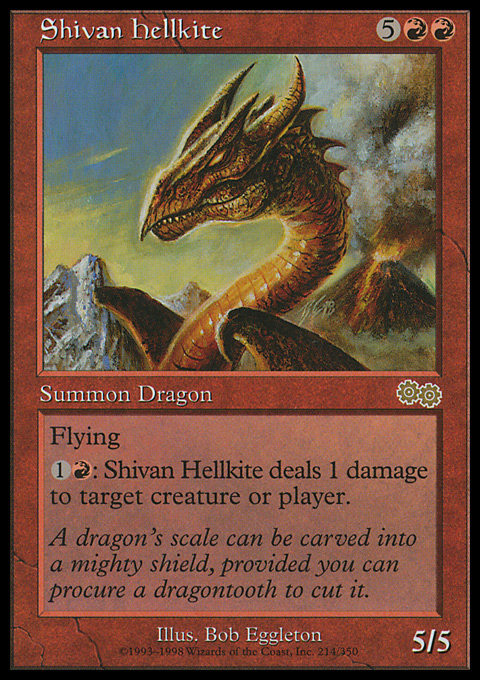 Shivan Hellkite 5
Summon Dragon
Flying
1: Shivan Hellkite deals 1 damage
to target creature or player.
A dragon's scale can be carved into
a mighty shield, provided you can
procure a dragontooth to cut it.
Illus. Bob Eggleton
©1993–1998 Wizards of the Coast, Inc. 214/350
5/5